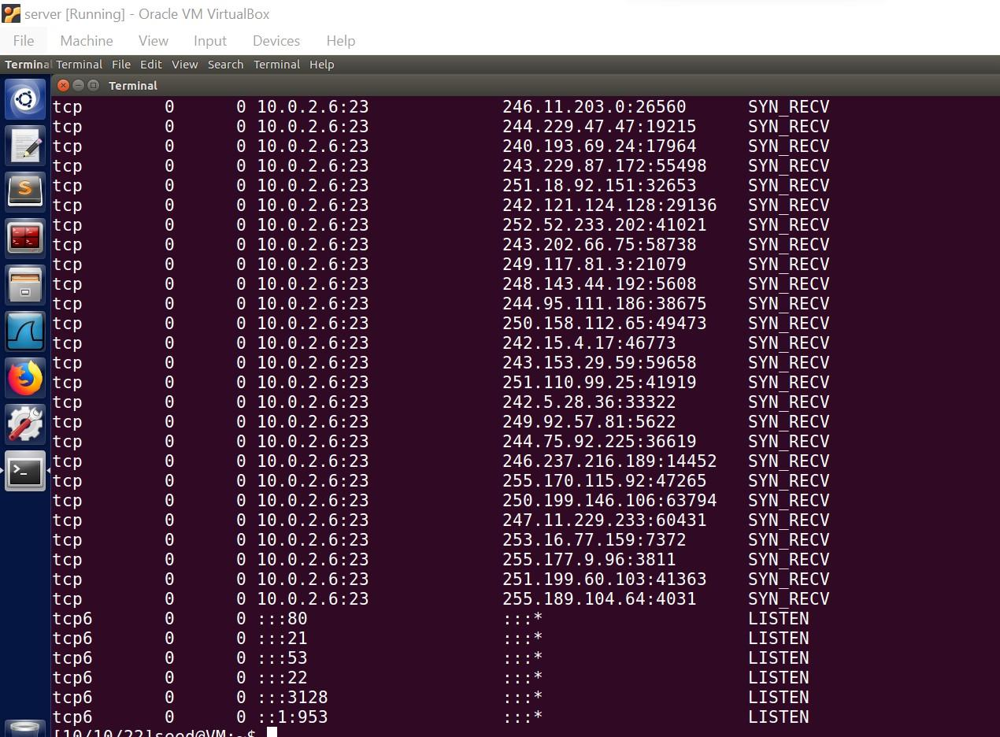 server [Running] - Oracle VM VirtualBox
File Machine View Input Devices Help
Terminal Terminal File Edit View Search Terminal Help
Terminal
tcp 0 0 10.0.2.6:23 246.11.203.0:26560 SYN_RECV
tcp 0 0 10.0.2.6:23 244.229.47.47:19215 SYN_RECV
tcp 0 0 10.0.2.6:23 240.193.69.24:17964 SYN_RECV
tcp 0 0 10.0.2.6:23 243.229.87.172:55498 SYN_RECV
tcp 0 0 10.0.2.6:23 251.18.92.151:32653 SYN_RECV
tcp 0 0 10.0.2.6:23 242.121.124.128:29136 SYN_RECV
tcp 0 0 10.0.2.6:23 252.52.233.202:41021 SYN_RECV
tcp 0 0 10.0.2.6:23 243.202.66.75:58738 SYN_RECV
tcp 0 0 10.0.2.6:23 249.117.81.3:21079 SYN_RECV
tcp 0 0 10.0.2.6:23 248.143.44.192:5608 SYN_RECV
tcp 0 0 10.0.2.6:23 244.95.111.186:38675 SYN_RECV
tcp 0 0 10.0.2.6:23 250.158.112.65:49473 SYN_RECV
tcp 0 0 10.0.2.6:23 242.15.4.17:46773 SYN_RECV
tcp 0 0 10.0.2.6:23 243.153.29.59:59658 SYN_RECV
tcp 0 0 10.0.2.6:23 251.110.99.25:41919 SYN_RECV
tcp 0 0 10.0.2.6:23 242.5.28.36:33322 SYN_RECV
tcp 0 0 10.0.2.6:23 249.92.57.81:5622 SYN_RECV
tcp 0 0 10.0.2.6:23 244.75.92.225:36619 SYN_RECV
tcp 0 0 10.0.2.6:23 246.237.216.189:14452 SYN_RECV
tcp 0 0 10.0.2.6:23 255.170.115.92:47265 SYN_RECV
tcp 0 0 10.0.2.6:23 250.199.146.106:63794 SYN_RECV
tcp 0 0 10.0.2.6:23 247.11.229.233:60431 SYN_RECV
tcp 0 0 10.0.2.6:23 253.16.77.159:7372 SYN_RECV
tcp 0 0 10.0.2.6:23 255.177.9.96:3811 SYN_RECV
tcp 0 0 10.0.2.6:23 251.199.60.103:41363 SYN_RECV
tcp 0 0 10.0.2.6:23 255.189.104.64:4031 SYN_RECV
tcp6 0 0 :::80 :::* LISTEN
tcp6 0 0 :::21 :::* LISTEN
tcp6 0 0 :::53 :::* LISTEN
tcp6 0 0 :::22 :::* LISTEN
tcp6 0 0 :::3128 :::* LISTEN
tcp6 0 0 ::1:953 :::* LISTEN
[10/10/22]seed@VM:~$